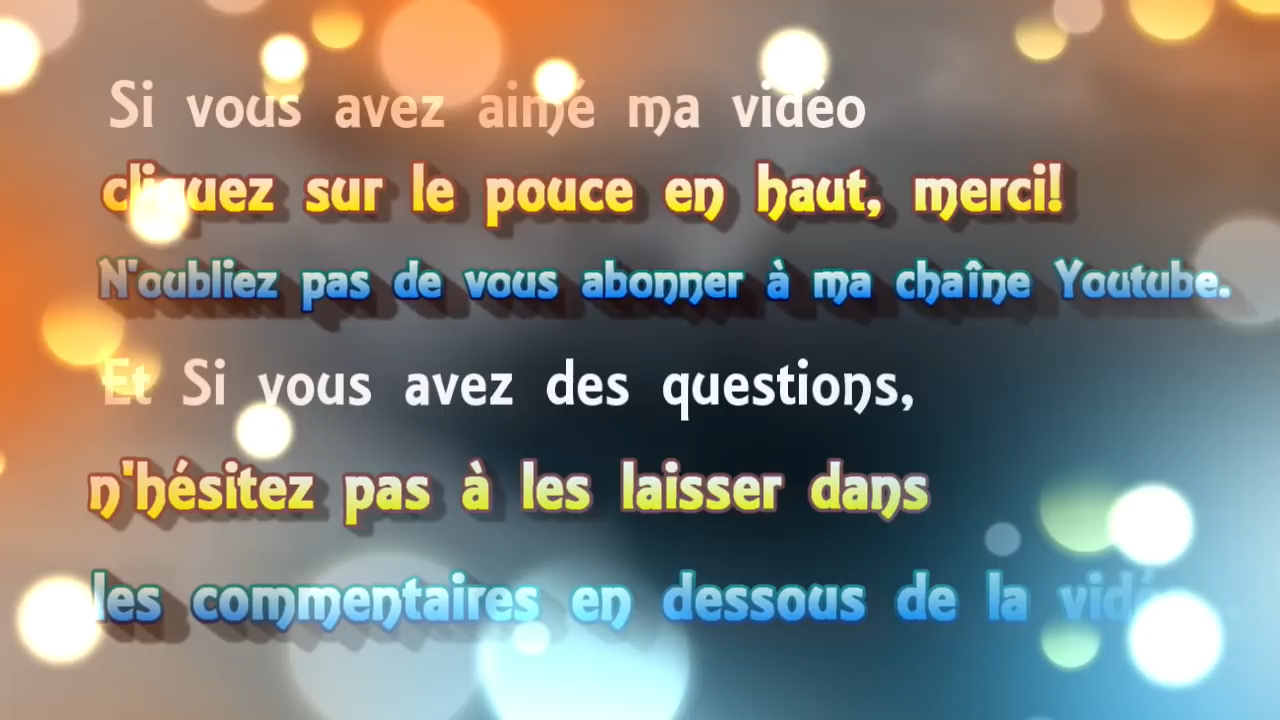 Si vous avez aimé ma vidéo
cliquez sur le pouce en haut, merci!
N'oubliez pas de vous abonner à ma chaîne Youtube.
Et Si vous avez des questions,
n'hésitez pas à les laisser dans
les commentaires en dessous de la vidé